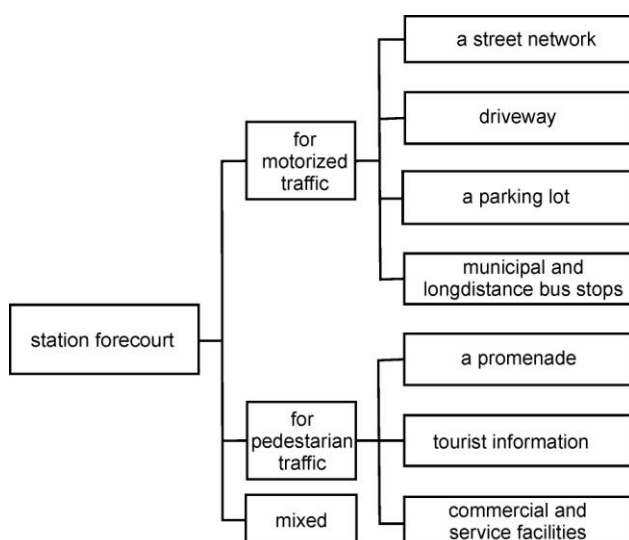 a street network
driveway
for
motorized
traffic
a parking lot
municipal and
longdistance bus stops
station forecourt
a promenade
for
pedestarian
traffic
tourist information
mixed
commercial and
service facilities